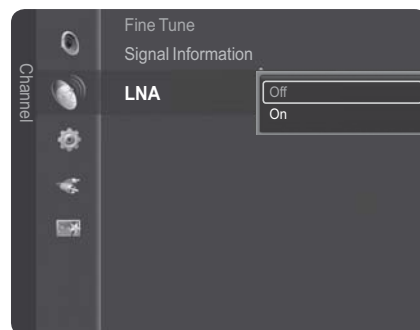 Channel
Fine Tune
Signal Information
LNA
Off
On